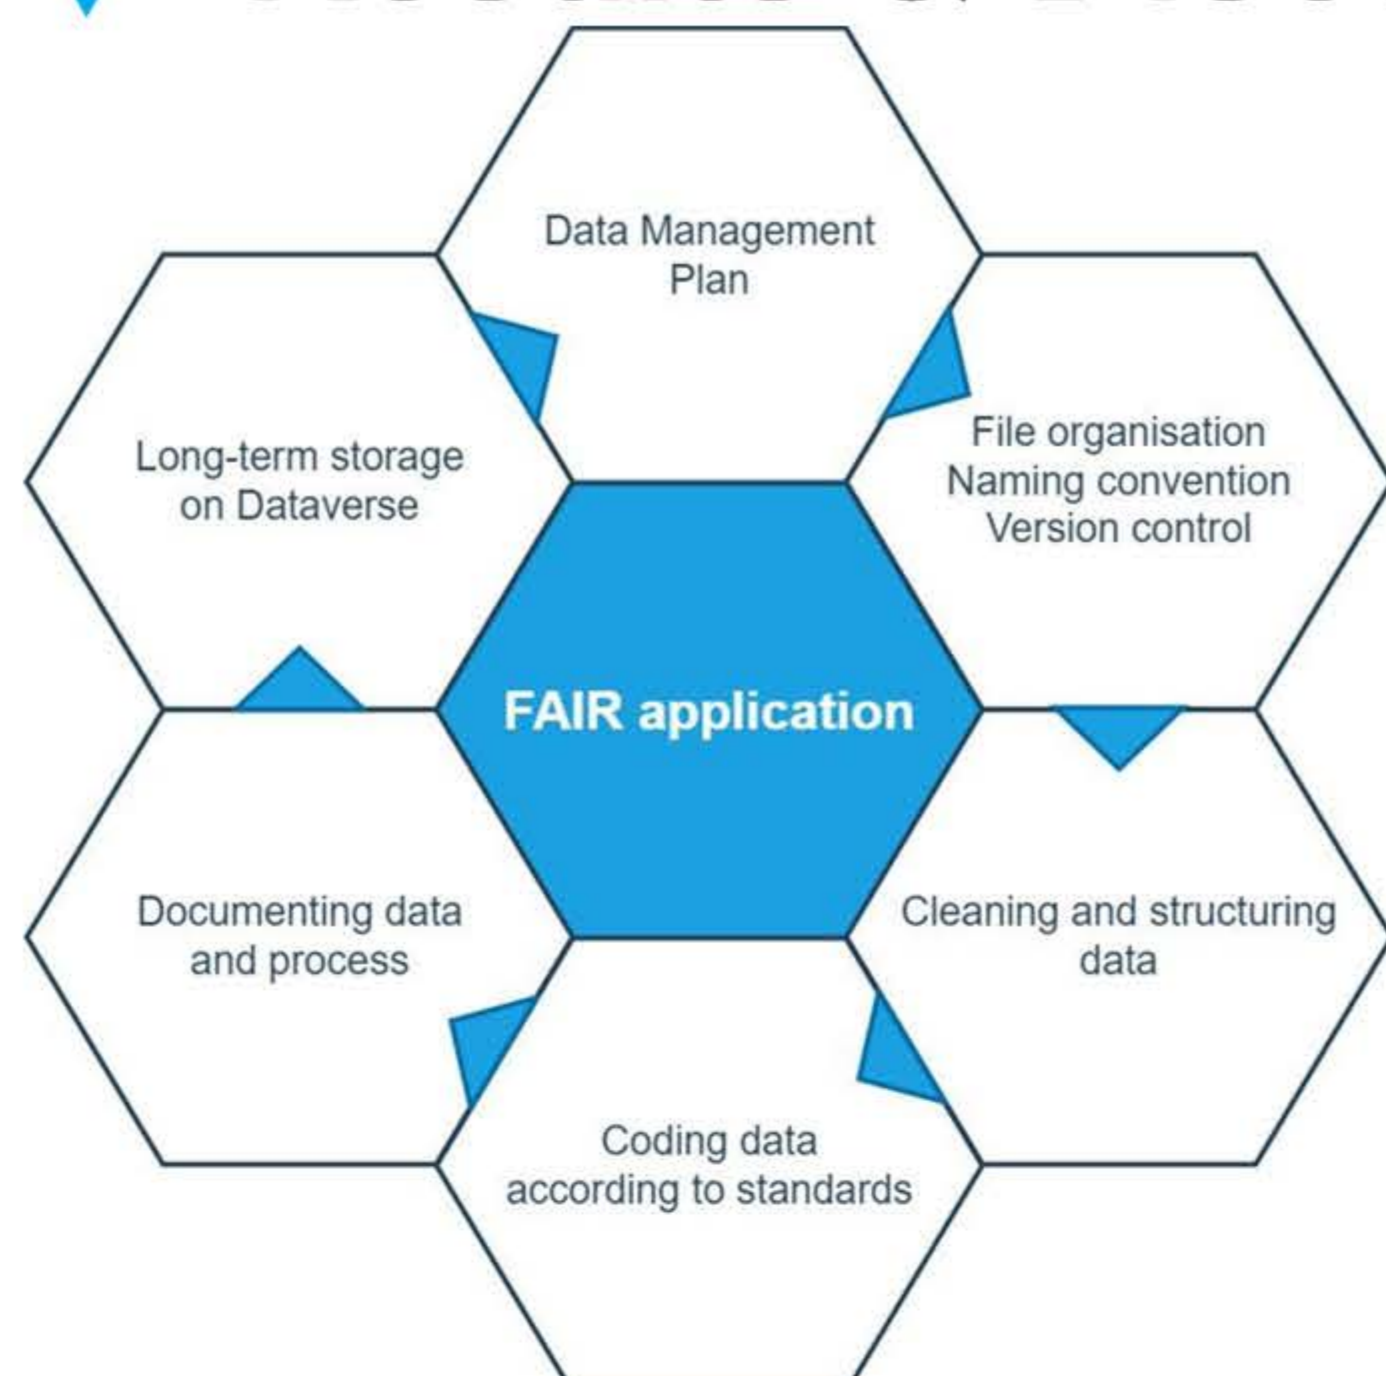 Data Management
Plan
File organisation
Naming convention
Version control
Long-term storage
on Dataverse
FAIR application
Cleaning and structuring
data
Documenting data
and process
Coding data
according to standards